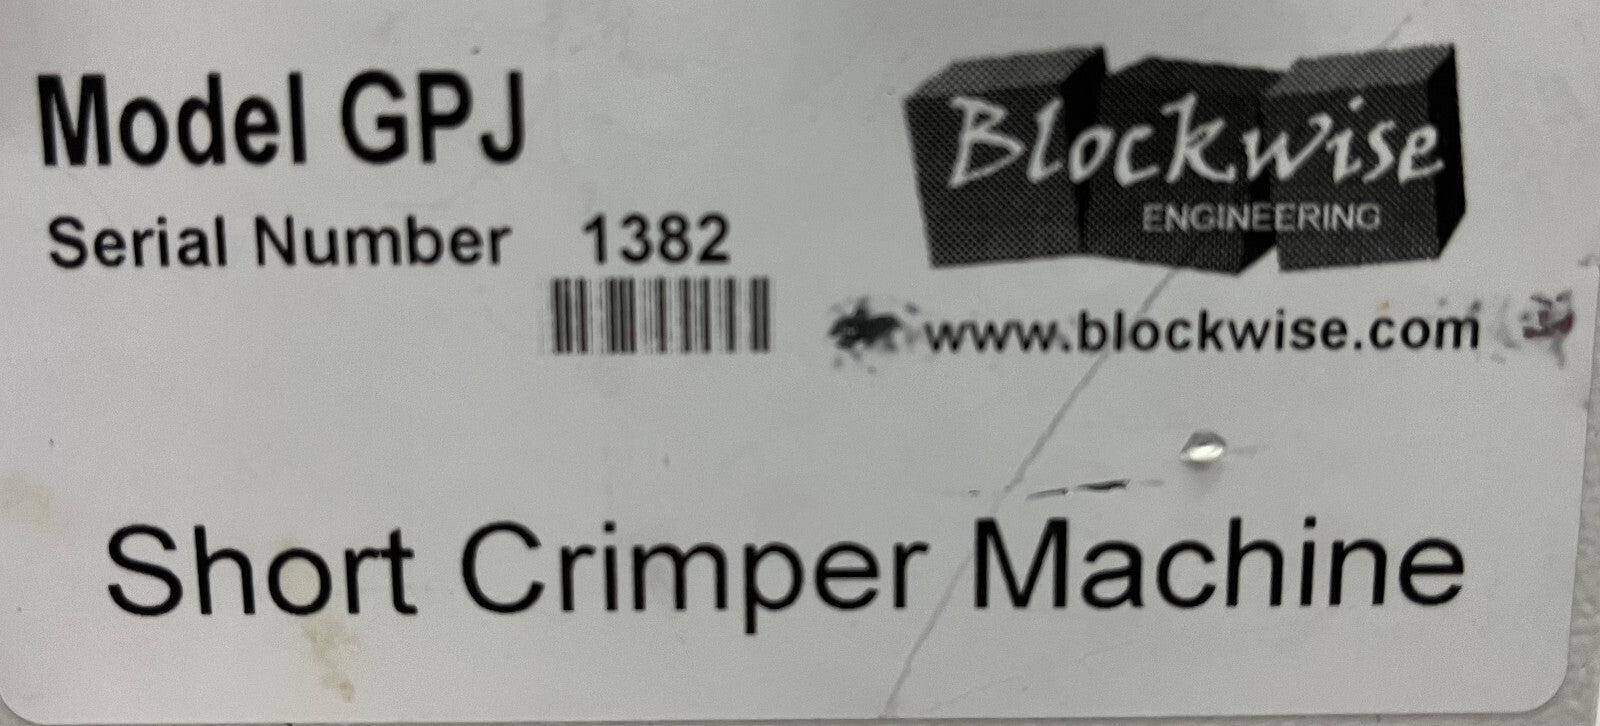 Model GPJ
Serial Number 1382
Blockwise
ENGINEERING
www.blockwise.com
Short Crimper Machine